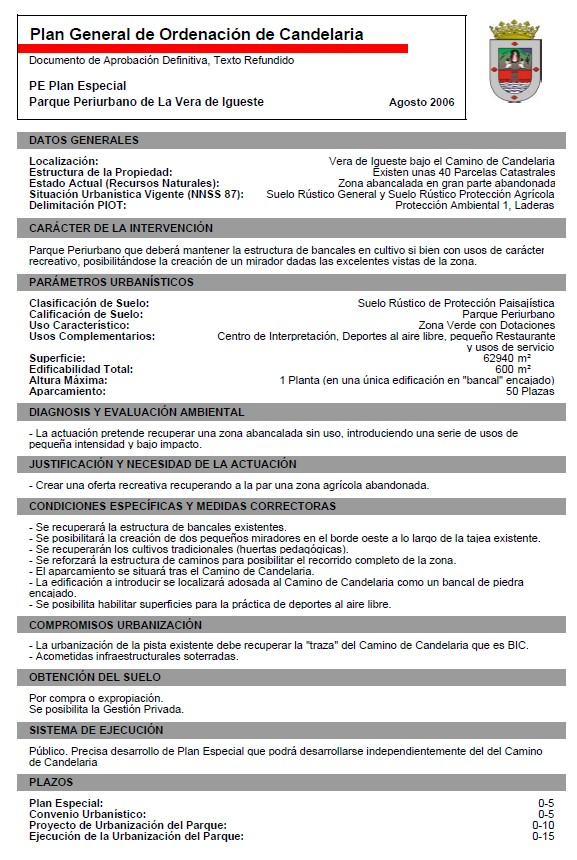 Plan General de Ordenación de Candelaria
Documento de Aprobación Definitiva, Texto Refundido
PE Plan Especial
Parque Periurbano de La Vera de Igueste Agosto 2006
DATOS GENERALES
Localización: Vera de Igueste bajo el Camino de Candelaria
Estructura de la Propiedad: Existen unas 40 Parcelas Catastrales
Estado Actual (Recursos Naturales): Zona abancalada en gran parte abandonada
Situación Urbanística Vigente (NNSS 87): Suelo Rústico General y Suelo Rústico Protección Agrícola
Delimitación PIOT: Protección Ambiental 1, Laderas
CARÁCTER DE LA INTERVENCIÓN
Parque Periurbano que deberá mantener la estructura de bancales en cultivo si bien con usos de carácter
recreativo, posibilitándose la creación de un mirador dadas las excelentes vistas de la zona.
PARÁMETROS URBANÍSTICOS
Clasificación de Suelo: Suelo Rústico de Protección Paisajística
Calificación de Suelo: Parque Periurbano
Uso Característico: Zona Verde con Dotaciones
Usos Complementarios: Centro de Interpretación, Deportes al aire libre, pequeño Restaurante
y usos de servicio
Superficie: 62940 m²
Edificabilidad Total: 600 m²
Altura Máxima: 1 Planta (en una única edificación en "bancal" encajado)
Aparcamiento: 50 Plazas
DIAGNOSIS Y EVALUACIÓN AMBIENTAL
- La actuación pretende recuperar una zona abancalada sin uso, introduciendo una serie de usos de
pequeña intensidad y bajo impacto.
JUSTIFICACIÓN Y NECESIDAD DE LA ACTUACIÓN
- Crear una oferta recreativa recuperando a la par una zona agrícola abandonada.
CONDICIONES ESPECÍFICAS Y MEDIDAS CORRECTORAS
- Se recuperará la estructura de bancales existentes.
- Se posibilitará la creación de dos pequeños miradores en el borde oeste a lo largo de la tajea existente.
- Se recuperarán los cultivos tradicionales (huertas pedagógicas).
- Se reforzará la estructura de caminos para posibilitar el recorrido completo de la zona.
- El aparcamiento se situará tras el Camino de Candelaria.
- La edificación a introducir se localizará adosada al Camino de Candelaria como un bancal de piedra
encajado.
- Se posibilita habilitar superficies para la práctica de deportes al aire libre.
COMPROMISOS URBANIZACIÓN
- La urbanización de la pista existente debe recuperar la "traza" del Camino de Candelaria que es BIC.
- Acometidas infraestructurales soterradas.
OBTENCIÓN DEL SUELO
Por compra o expropiación.
Se posibilita la Gestión Privada.
SISTEMA DE EJECUCIÓN
Público. Precisa desarrollo de Plan Especial que podrá desarrollarse independientemente del del Camino
de Candelaria
PLAZOS
Plan Especial: 0-5
Convenio Urbanístico: 0-5
Proyecto de Urbanización del Parque: 0-10
Ejecución de la Urbanización del Parque: 0-15